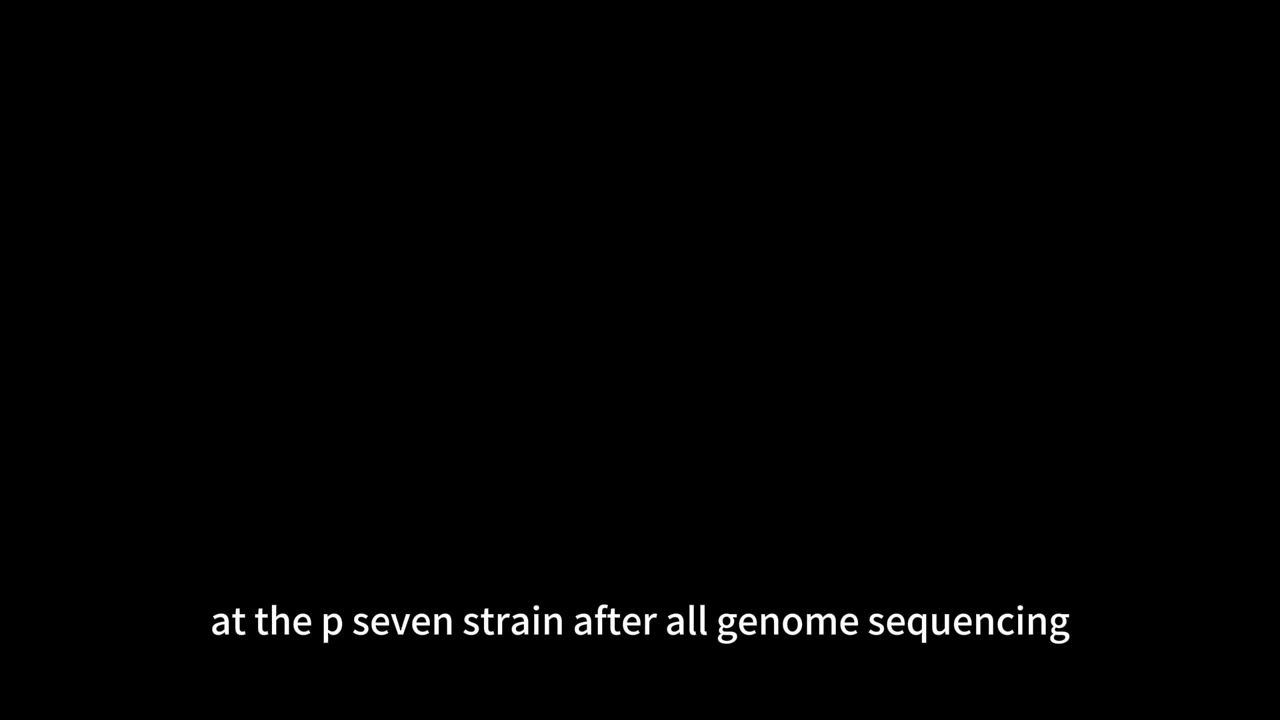 at the p seven strain after all genome sequencing